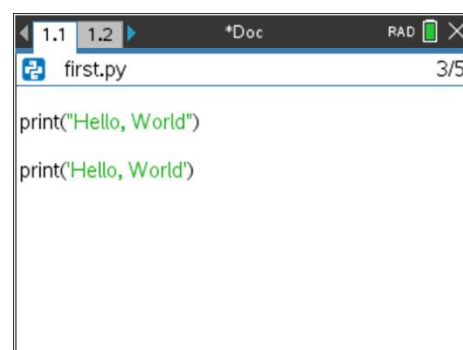 1.1 1.2 *Doc RAD
first.py 3/5
print("Hello, World")
print('Hello, World')